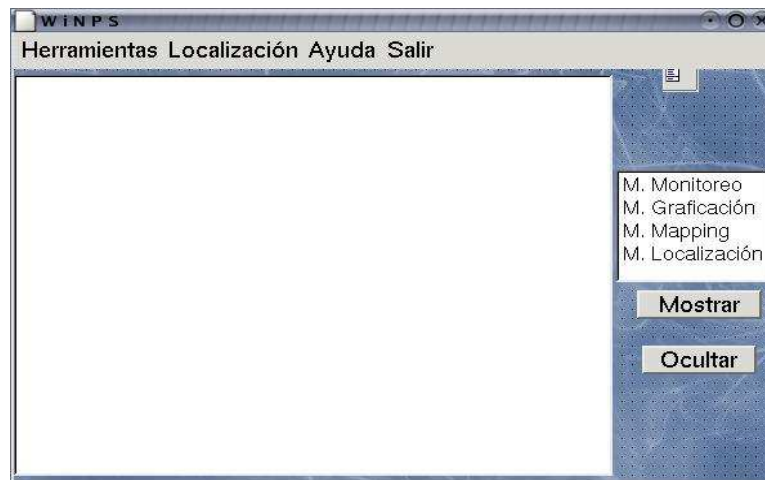 WiNPS
Herramientas Localización Ayuda Salir
M. Monitoreo
M. Graficación
M. Mapping
M. Localización
Mostrar
Ocultar